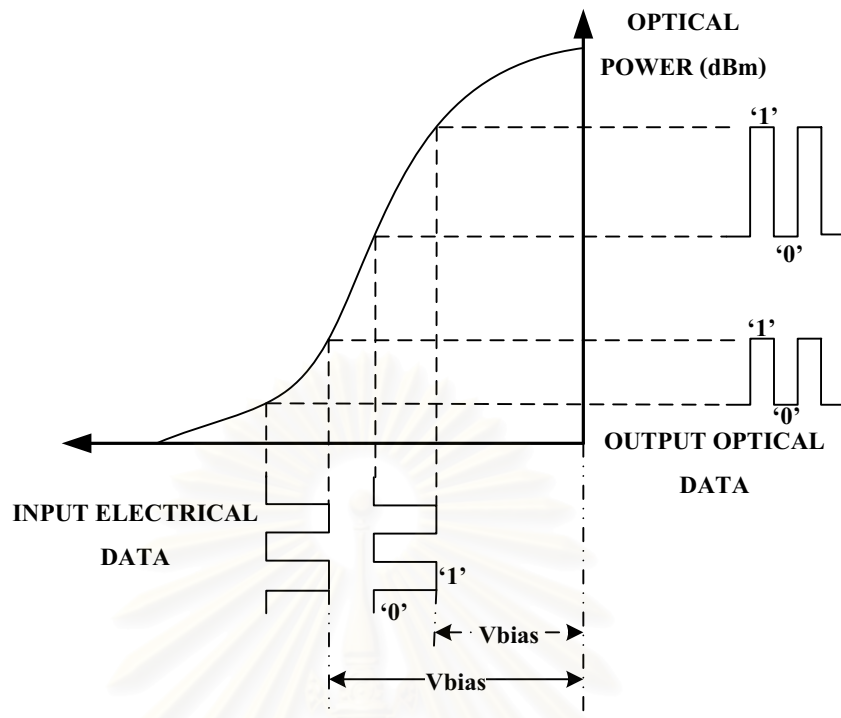 OPTICAL
POWER (dBm)
‘1’
‘0’
‘1’
‘0’
OUTPUT OPTICAL
DATA
INPUT ELECTRICAL
DATA
‘1’
‘0’
Vbias
Vbias